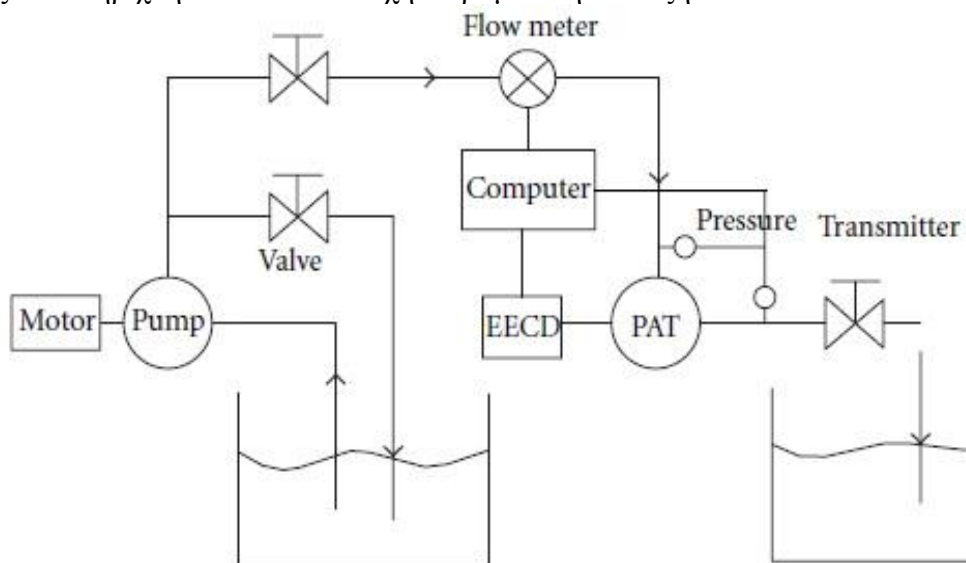 Flow meter
Computer
Pressure
Transmitter
Valve
Motor
Pump
EECD
PAT